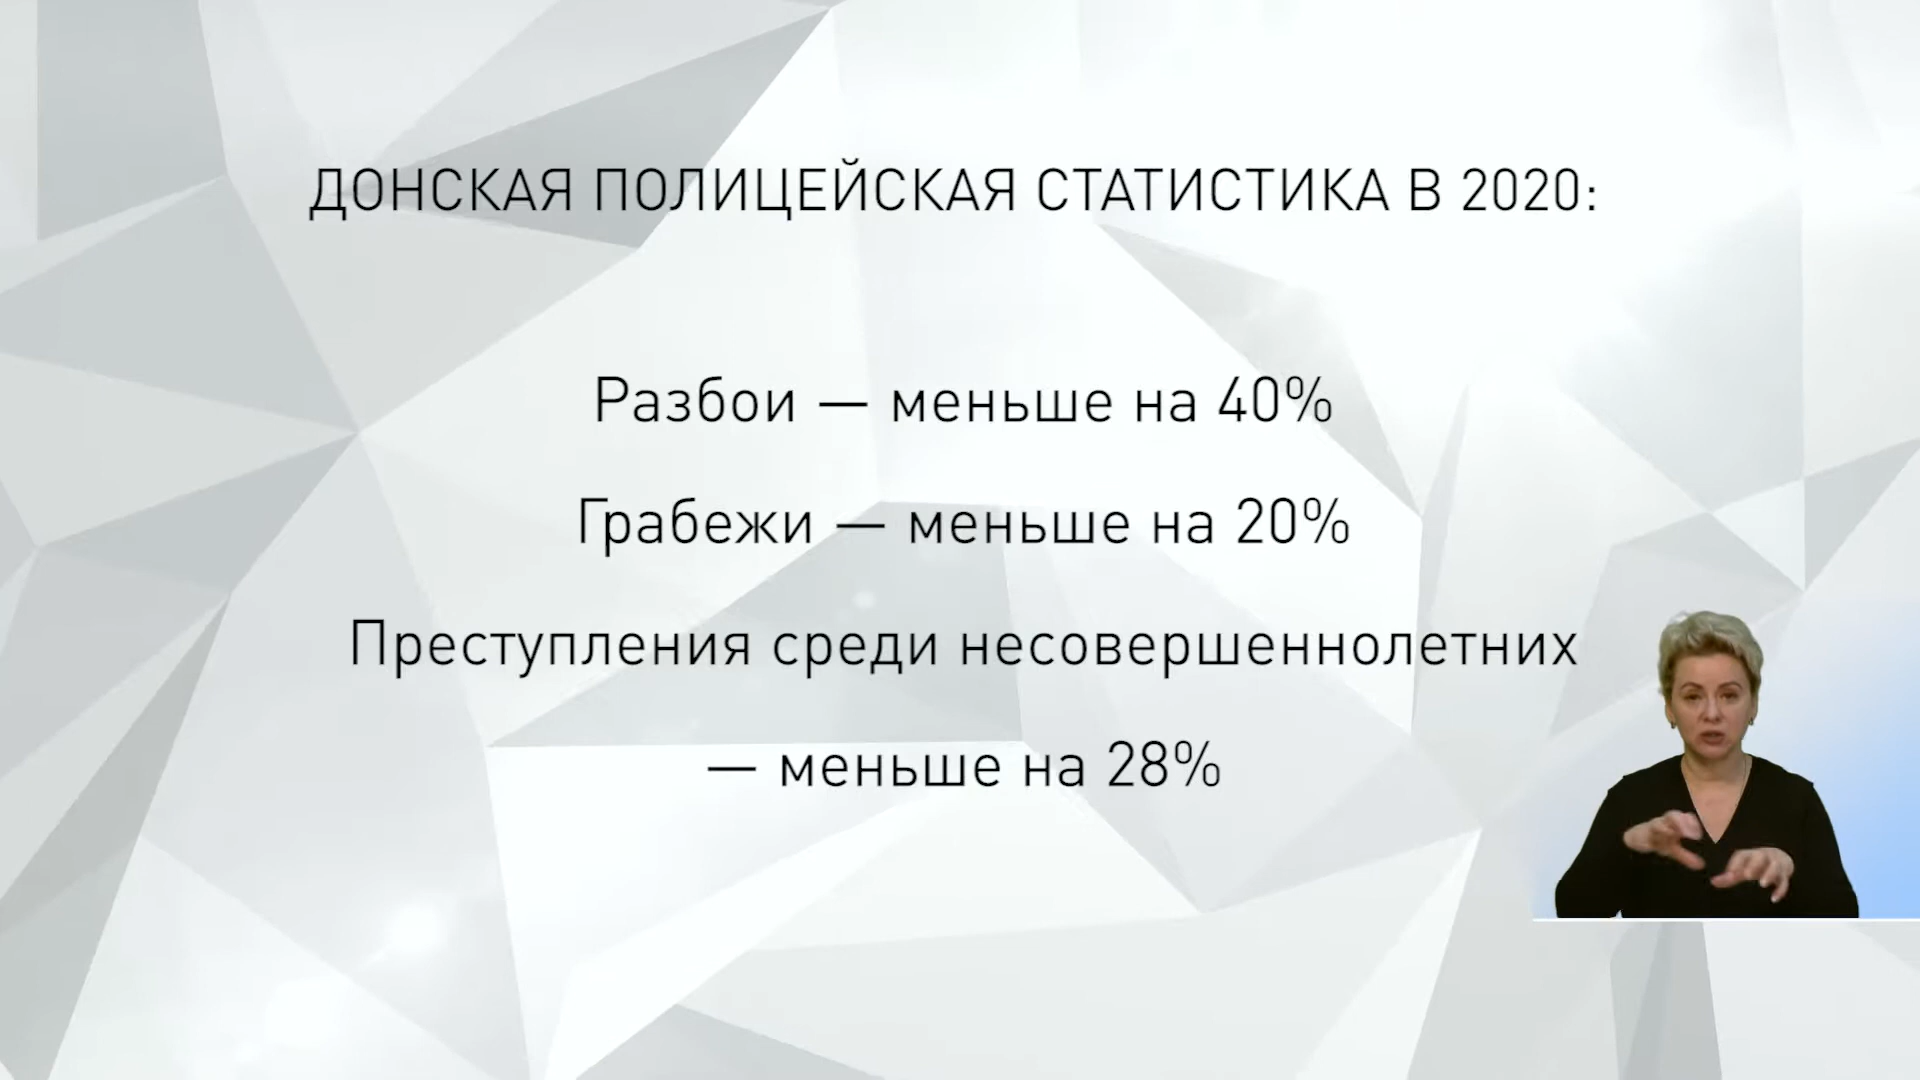 ДОНСКАЯ ПОЛИЦЕЙСКАЯ СТАТИСТИКА В 2020:
Разбои — меньше на 40%
Грабежи — меньше на 20%
Преступления среди несовершеннолетних
— меньше на 28%